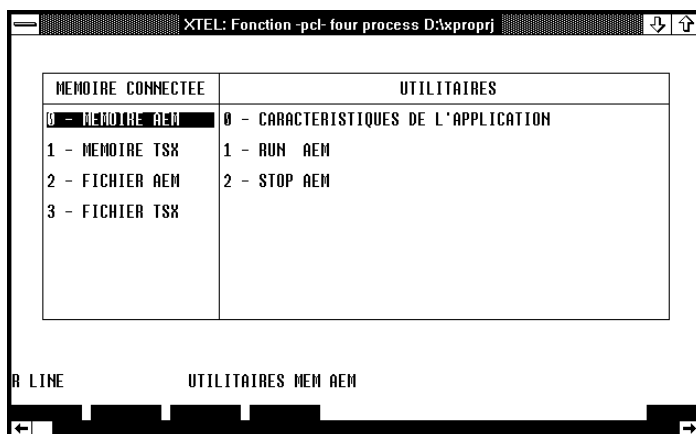 XTEL: Fonction -pcl- four process D:\xproprj
MEMOIRE CONNECTEE UTILITAIRES
0 - MEMOIRE AEM 0 - CARACTERISTIQUES DE L'APPLICATION
1 - MEMOIRE TSX 1 - RUN AEM
2 - FICHIER AEM 2 - STOP AEM
3 - FICHIER TSX
R LINE UTILITAIRES MEM AEM